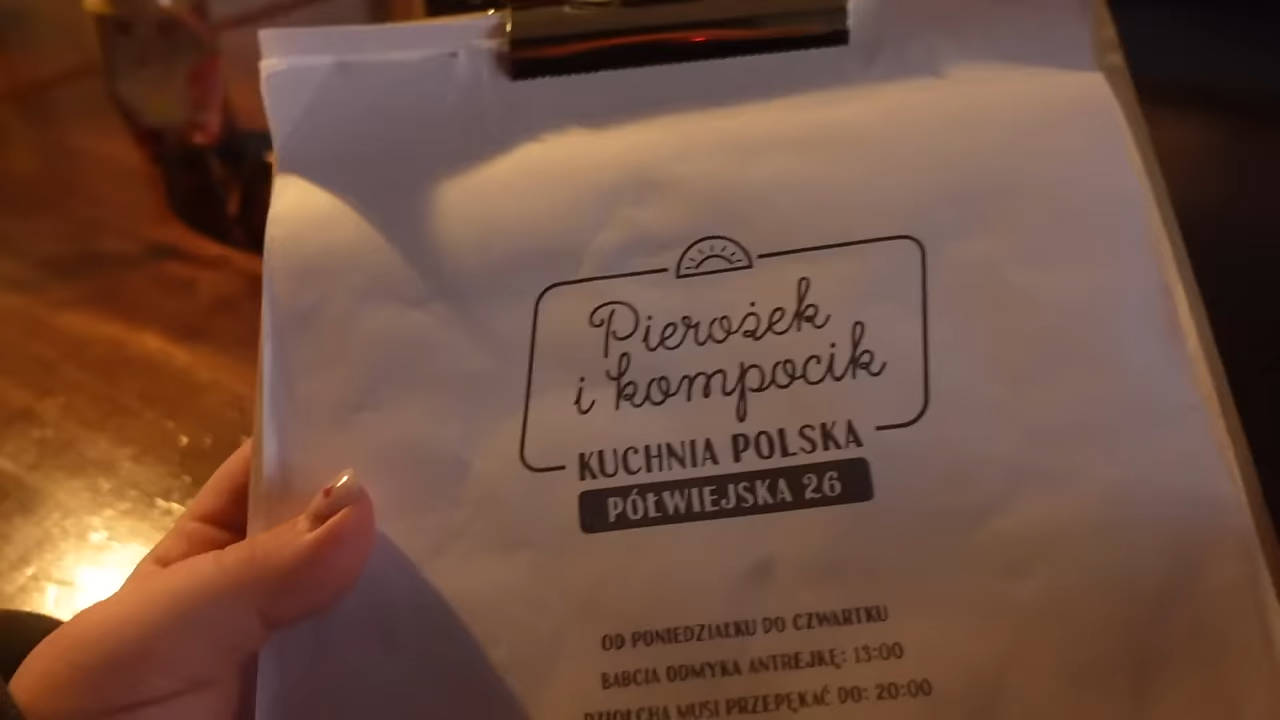 Pierożek
i kompocik
KUCHNIA POLSKA
PÓŁWIEJSKA 26
OD PONIEDZIAŁKU DO CZWARTKU
BABCIA ODMYKA ANTREJKĘ: 13:00
DZIOŁCHA MUSI PRZEPĘKAĆ DO: 20:00